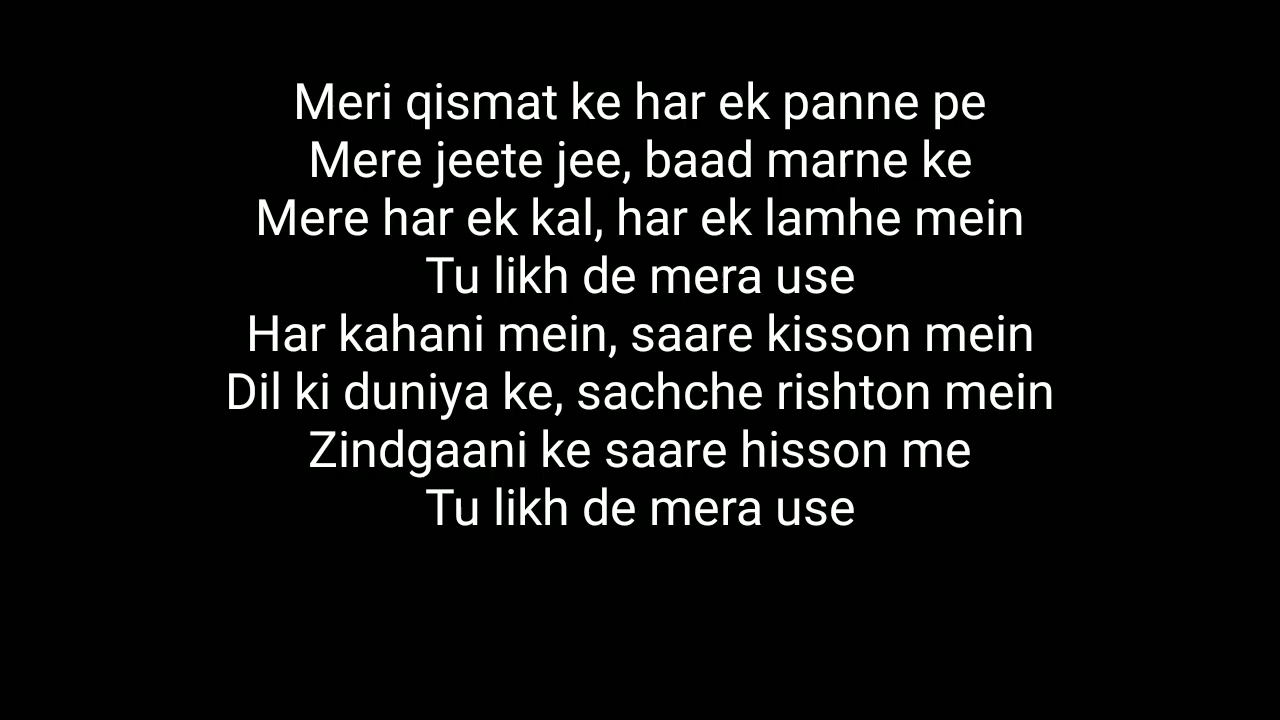 Meri qismat ke har ek panne pe
Mere jeete jee, baad marne ke
Mere har ek kal, har ek lamhe mein
Tu likh de mera use
Har kahani mein, saare kisson mein
Dil ki duniya ke, sachche rishton mein
Zindgaani ke saare hisson me
Tu likh de mera use